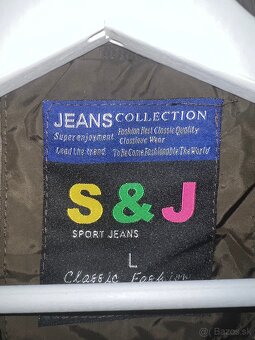 JEANS COLLECTION
Super enjoyment Fashion Best Classic Quality
Classique Wear
Lead the trend To Be Come Fashionable The World
S & J
SPORT JEANS
L
Classic Fashion
Bazos.sk